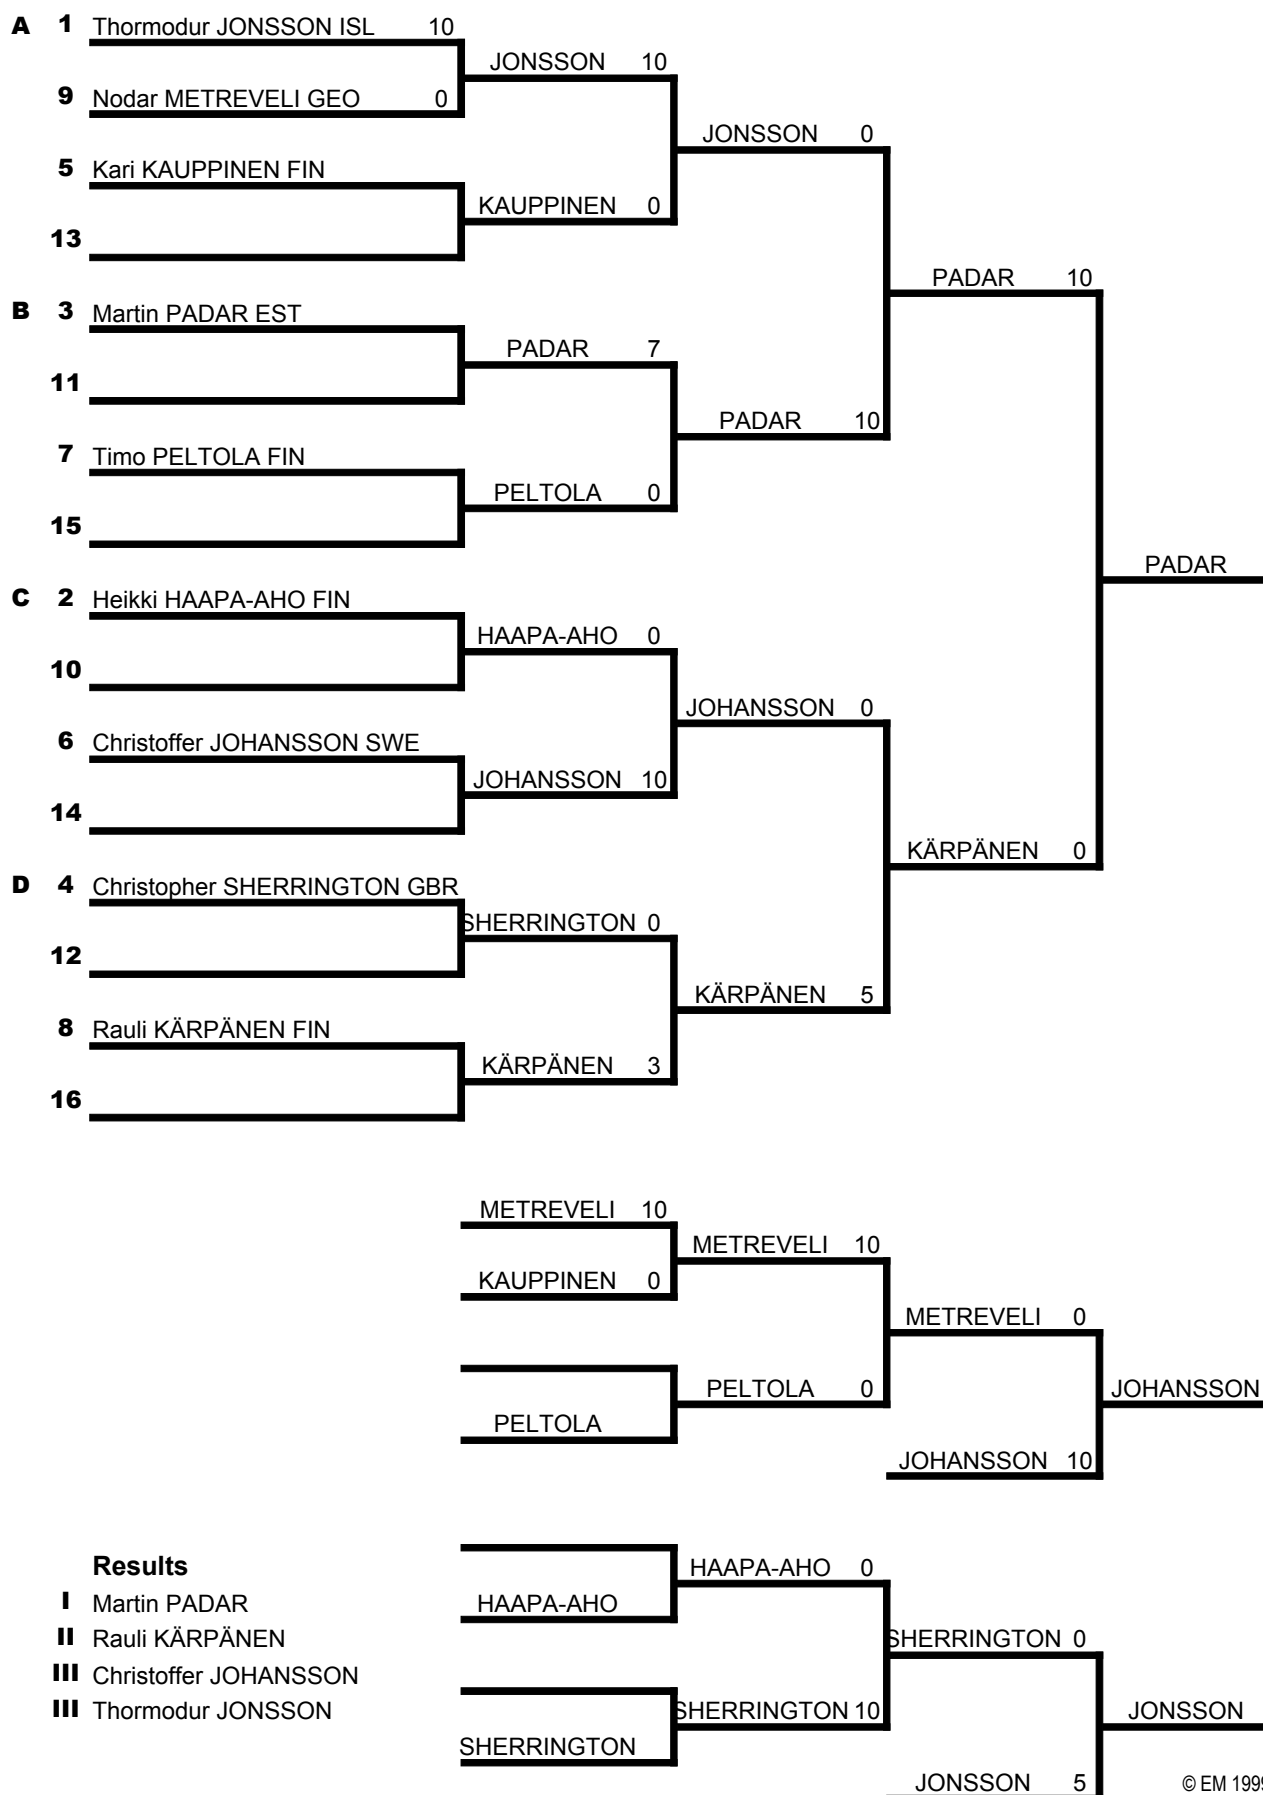 A 1 Thormodur JONSSON ISL 10
JONSSON 10
9 Nodar METREVELI GEO 0
JONSSON 0
5 Kari KAUPPINEN FIN
KAUPPINEN 0
13
PADAR 10
B 3 Martin PADAR EST
PADAR 7
11
PADAR 10
7 Timo PELTOLA FIN
PELTOLA 0
15
PADAR
C 2 Heikki HAAPA-AHO FIN
HAAPA-AHO 0
10
JOHANSSON 0
6 Christoffer JOHANSSON SWE
JOHANSSON 10
14
KÄRPÄNEN 0
D 4 Christopher SHERRINGTON GBR
SHERRINGTON 0
12
KÄRPÄNEN 5
8 Rauli KÄRPÄNEN FIN
KÄRPÄNEN 3
16
METREVELI 10
METREVELI 10
KAUPPINEN 0
METREVELI 0
PELTOLA 0
JOHANSSON
PELTOLA
JOHANSSON 10
Results
HAAPA-AHO 0
I Martin PADAR
HAAPA-AHO
II Rauli KÄRPÄNEN
SHERRINGTON 0
III Christoffer JOHANSSON
III Thormodur JONSSON
SHERRINGTON 10
JONSSON
SHERRINGTON
JONSSON 5
© EM 1999